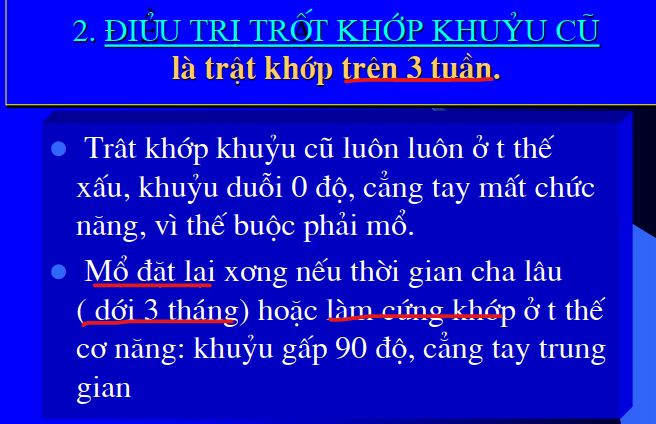 2. ĐIỬU TRỊ TRỐT KHỚP KHUỶU CŨ
là trật khớp trên 3 tuần.
Trât khớp khuỷu cũ luôn luôn ở t thế
xấu, khuỷu duỗi 0 độ, cẳng tay mất chức
năng, vì thế buộc phải mổ.
Mổ đăt lai xơng nếu thời gian cha lâu
( dới 3 tháng) hoặc làm cứng khớp ở t thế
cơ năng: khuỷu gấp 90 độ, cẳng tay trung
gian